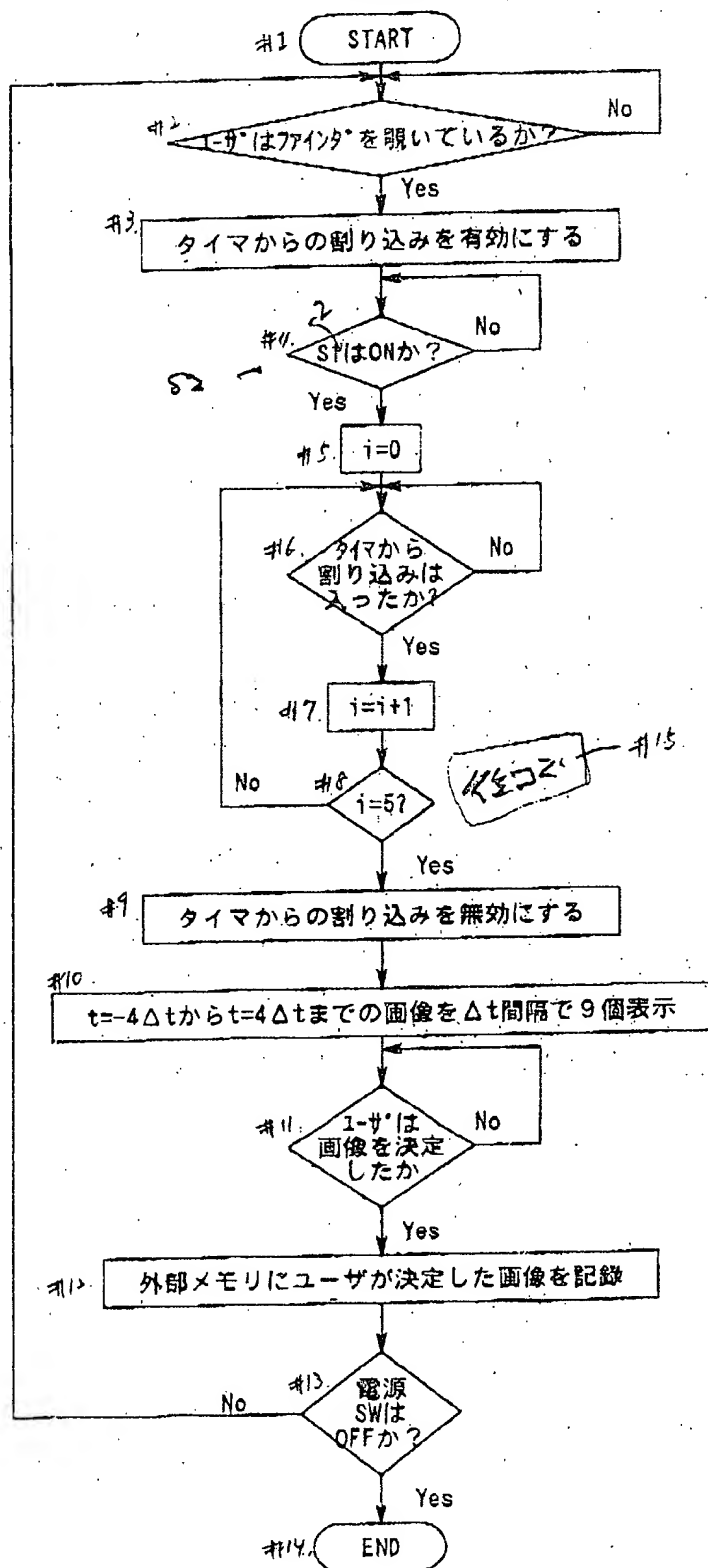 #1 START
No
#2 ユーザはファインダを覗いているか?
Yes
#3. タイマからの割り込みを有効にする
2
#4. S1はONか?
No
S2
Yes
#5. i=0
#6. タイマから
割り込みは
入ったか?
No
Yes
#7. i=i+1
#15
No
#8 i=5?
Yes
#9 タイマからの割り込みを無効にする
#10
t=-4Δtからt=4Δtまでの画像をΔt間隔で9個表示
#11. ユーザは
画像を決定
したか
No
Yes
#12 外部メモリにユーザが決定した画像を記録
#13. 電源
SWは
OFFか?
No
Yes
#14. END